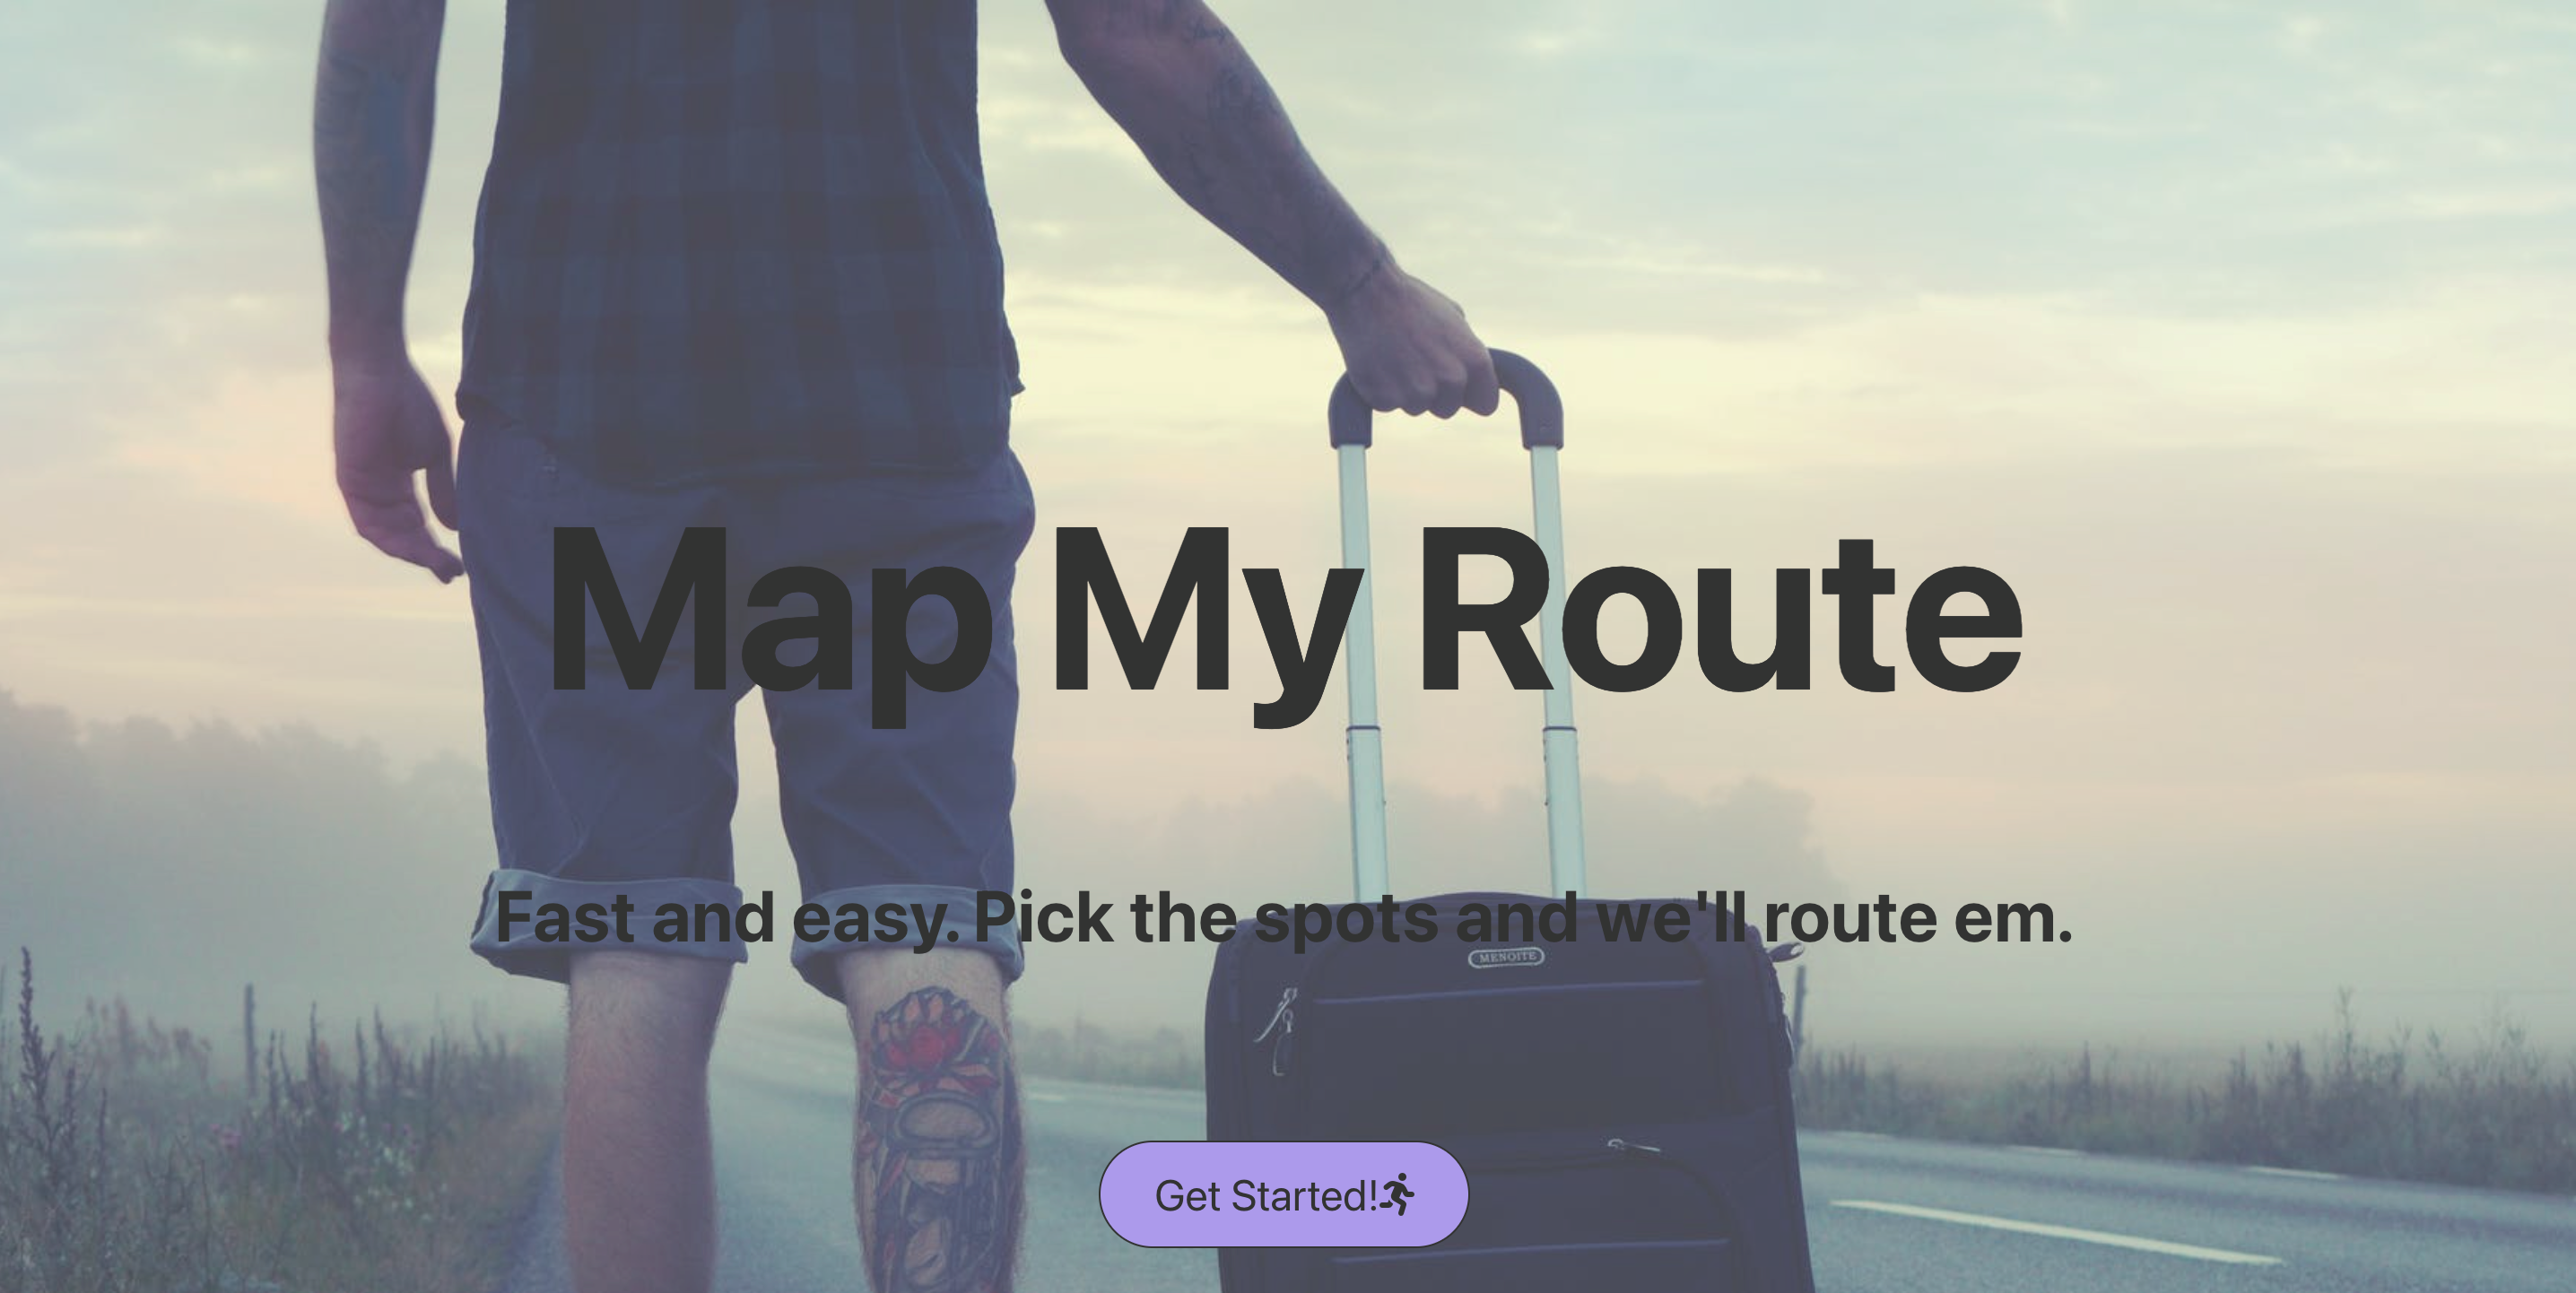 Map My Route
Fast and easy. Pick the spots and we'll route em.
MENOITE
Get Started!